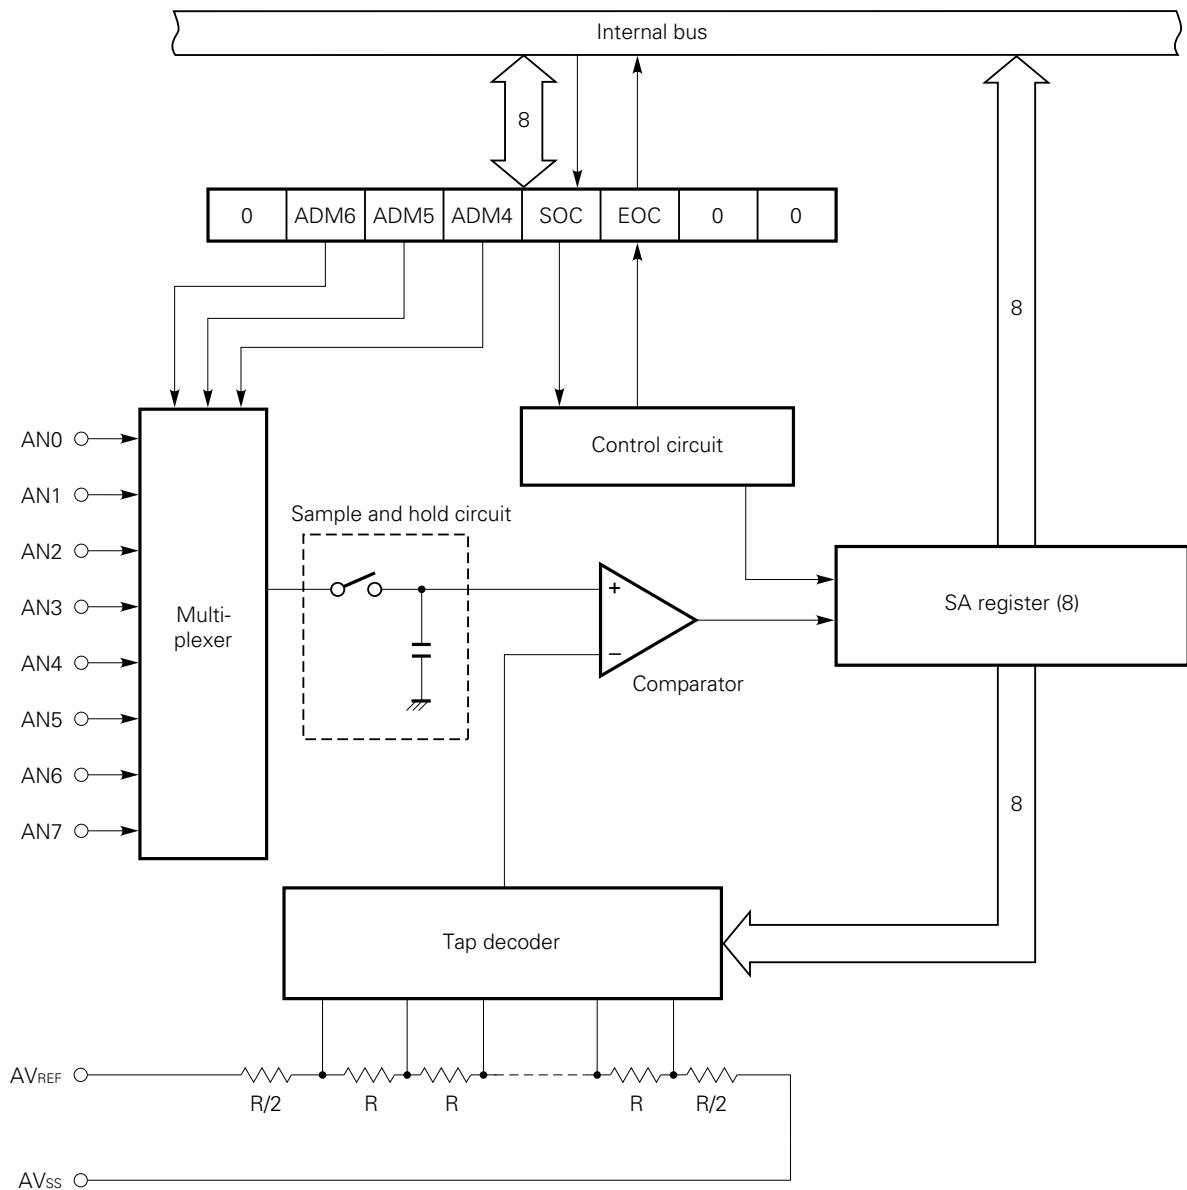 Internal bus
8
0 ADM6 ADM5 ADM4 SOC EOC 0 0
8
AN0
Control circuit
AN1
Sample and hold circuit
AN2
AN3
+
SA register (8)
Multi-
plexer
AN4
−
Comparator
AN5
AN6
AN7
8
Tap decoder
AVREF
R/2 R R R R/2
AVSS